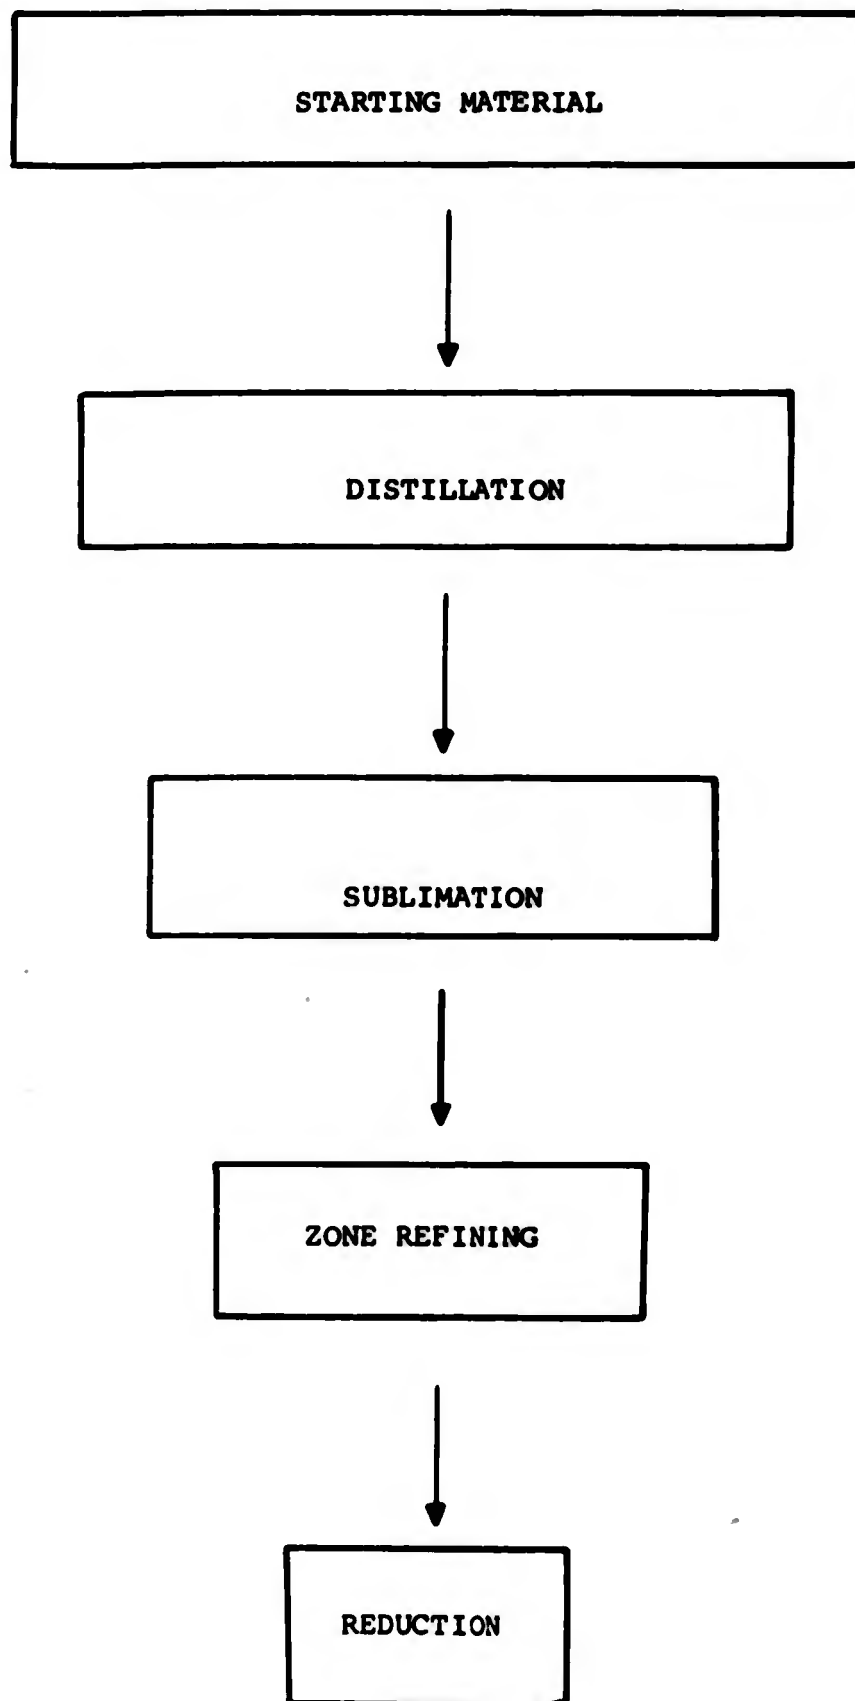 STARTING MATERIAL
DISTILLATION
SUBLIMATION
ZONE REFINING
REDUCTION